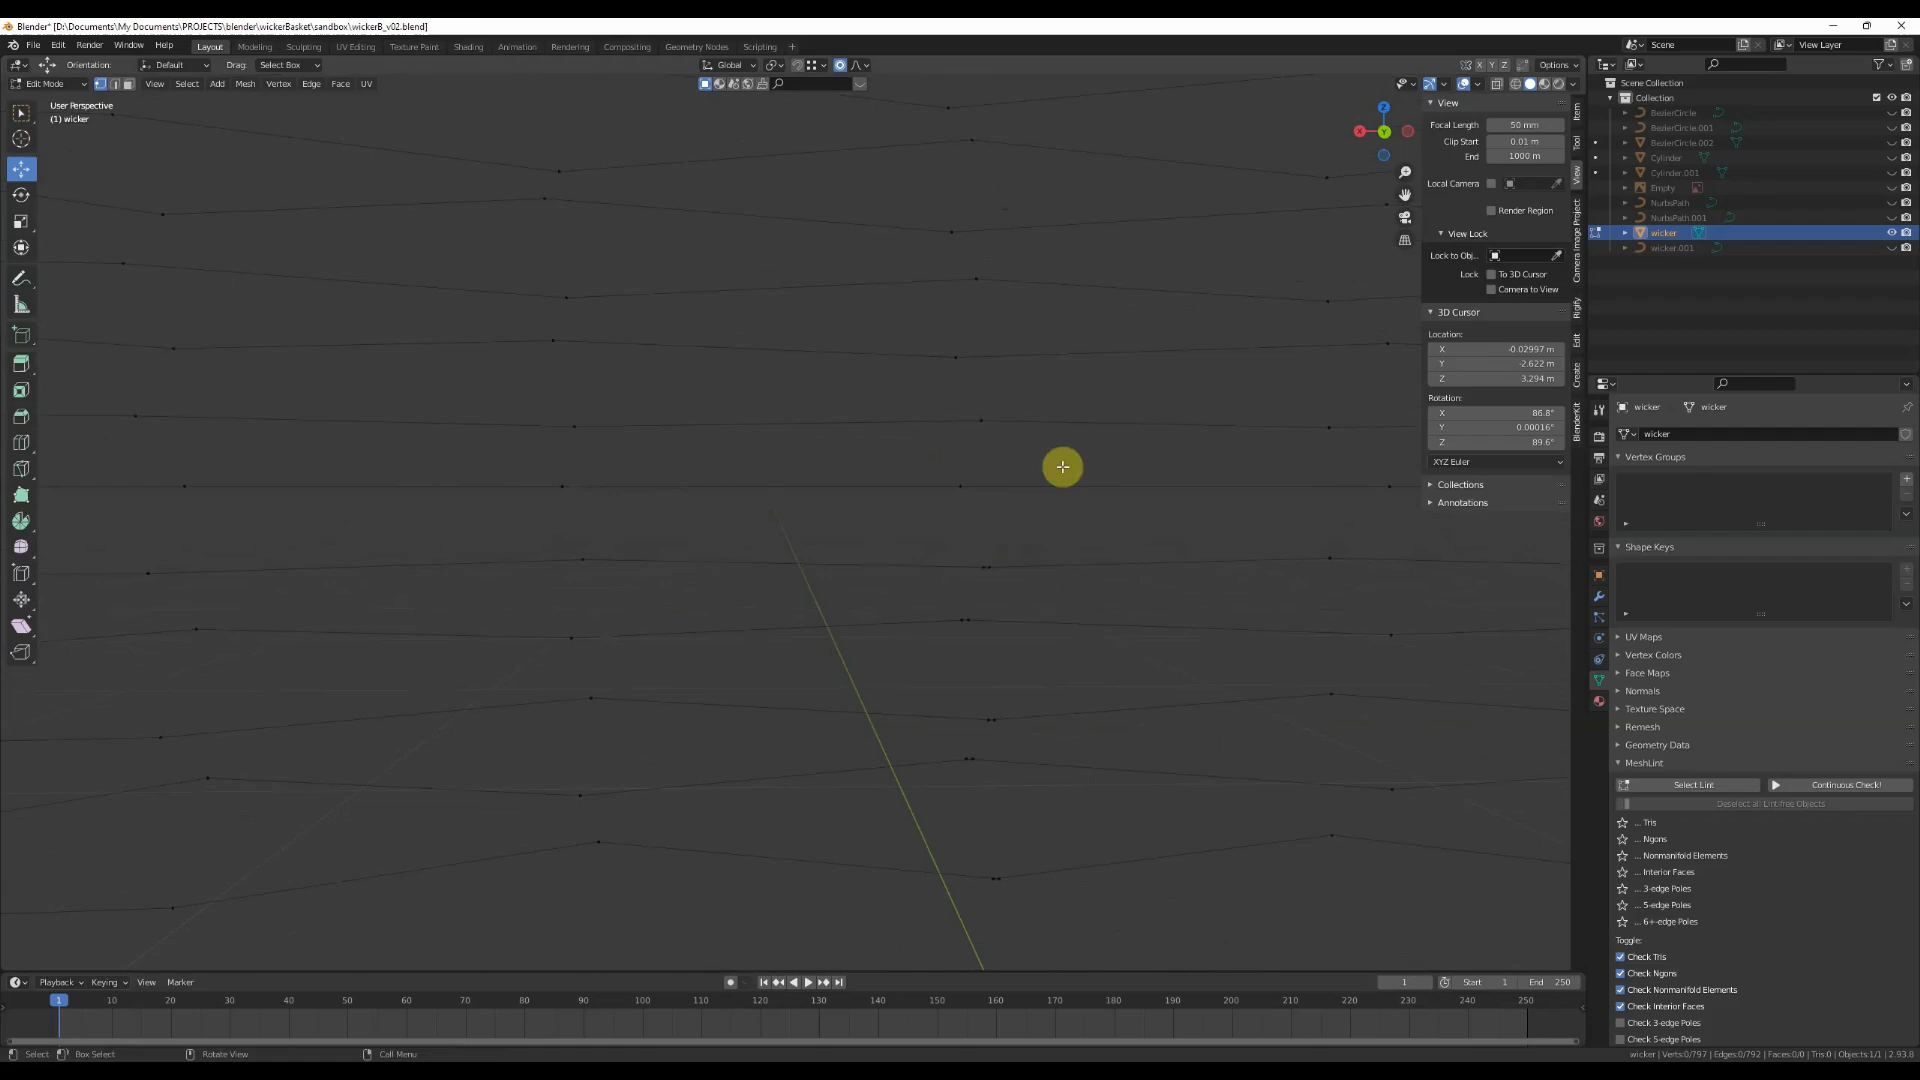 Blender* [D:\Documents\My Documents\PROJECTS\blender\wickerBasket\sandbox\wickerB_v02.blend]
File Edit Render Window Help Layout Modeling Sculpting UV Editing Texture Paint Shading Animation Rendering Compositing Geometry Nodes Scripting + Scene View Layer
Orientation: Default Drag: Select Box Global X Y Z Options
Edit Mode View Select Add Mesh Vertex Edge Face UV
User Perspective
(1) wicker
X Y Z
View
Focal Length 50 mm
Clip Start 0.01 m
End 1000 m
Local Camera
Render Region
View Lock
Lock to Obj...
Lock To 3D Cursor
Camera to View
3D Cursor
Location:
X -0.02997 m
Y -2.622 m
Z 3.294 m
Rotation:
X 86.8°
Y 0.00016°
Z 89.6°
XYZ Euler
Collections
Annotations
Item
Tool
View
Camera Image Project
Rigify
Edit
Create
BlenderKit
Scene Collection
Collection
BezierCircle
BezierCircle.001
BezierCircle.002
Cylinder
Cylinder.001
Empty
NurbsPath
NurbsPath.001
wicker
wicker.001
wicker wicker
wicker
Vertex Groups
Shape Keys
UV Maps
Vertex Colors
Face Maps
Normals
Texture Space
Remesh
Geometry Data
MeshLint
Select Lint Continuous Check!
Deselect all Lint-free Objects
... Tris
... Ngons
... Nonmanifold Elements
... Interior Faces
... 3-edge Poles
... 5-edge Poles
... 6+-edge Poles
Toggle:
Check Tris
Check Ngons
Check Nonmanifold Elements
Check Interior Faces
Check 3-edge Poles
Check 5-edge Poles
Playback Keying View Marker 1 Start 1 End 250
1 10 20 30 40 50 60 70 80 90 100 110 120 130 140 150 160 170 180 190 200 210 220 230 240 250
Select Box Select Rotate View Call Menu wicker | Verts:0/797 | Edges:0/792 | Faces:0/0 | Tris:0 | Objects:1/1 | 2.93.8